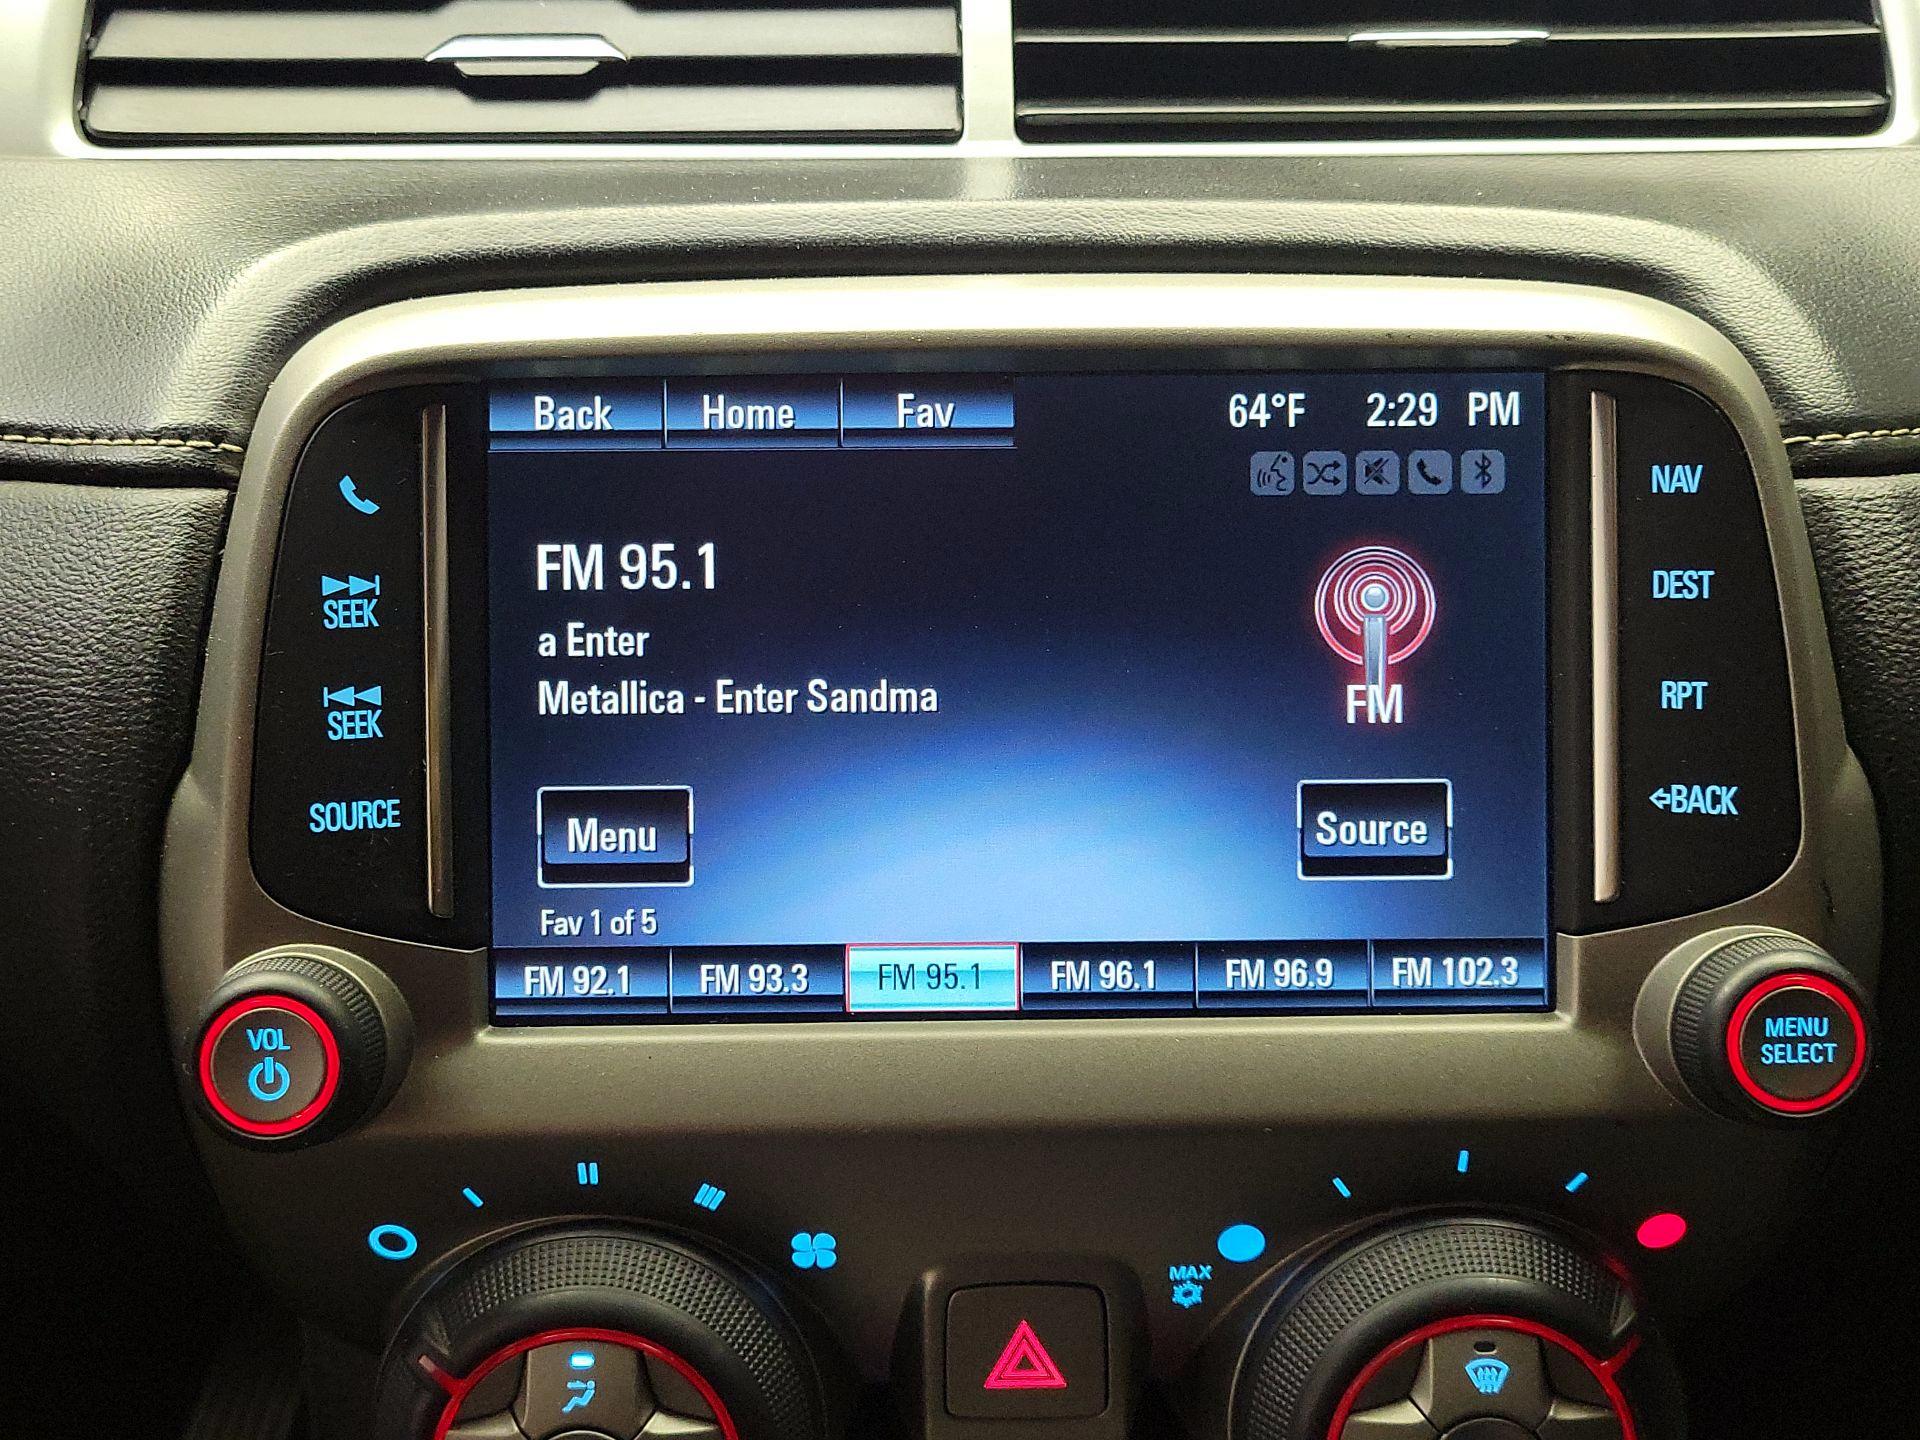 Back Home Fav 64°F 2:29 PM
FM 95.1
a Enter
Metallica - Enter Sandma
FM
Menu
Source
Fav 1 of 5
FM 92.1 FM 93.3 FM 95.1 FM 96.1 FM 96.9 FM 102.3
SEEK
SEEK
SOURCE
NAV
DEST
RPT
BACK
VOL
MENU
SELECT
MAX